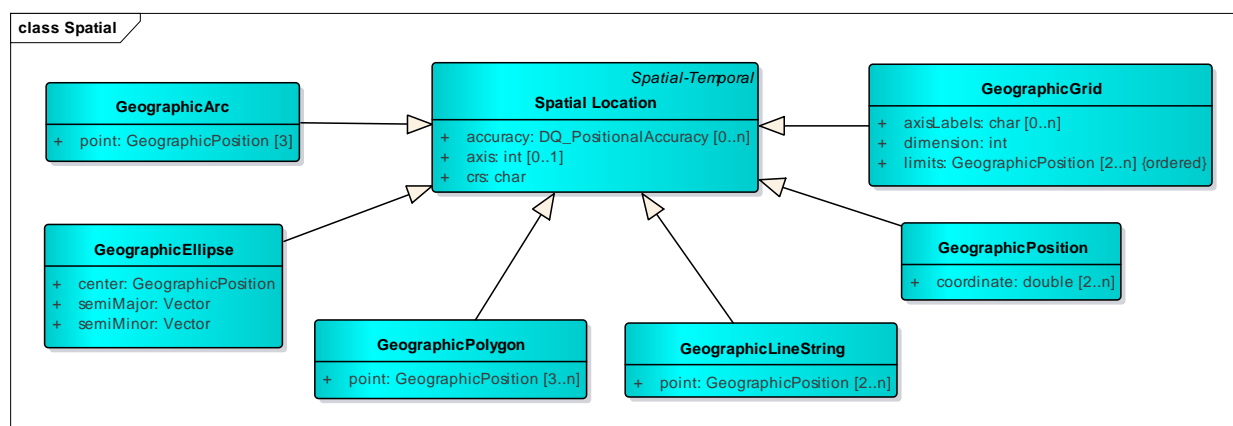 class Spatial
GeographicArc
+ point: GeographicPosition [3]
Spatial-Temporal
Spatial Location
+ accuracy: DQ_PositionalAccuracy [0..n]
+ axis: int [0..1]
+ crs: char
GeographicGrid
+ axisLabels: char [0..n]
+ dimension: int
+ limits: GeographicPosition [2..n] {ordered}
GeographicEllipse
+ center: GeographicPosition
+ semiMajor: Vector
+ semiMinor: Vector
GeographicPosition
+ coordinate: double [2..n]
GeographicPolygon
+ point: GeographicPosition [3..n]
GeographicLineString
+ point: GeographicPosition [2..n]